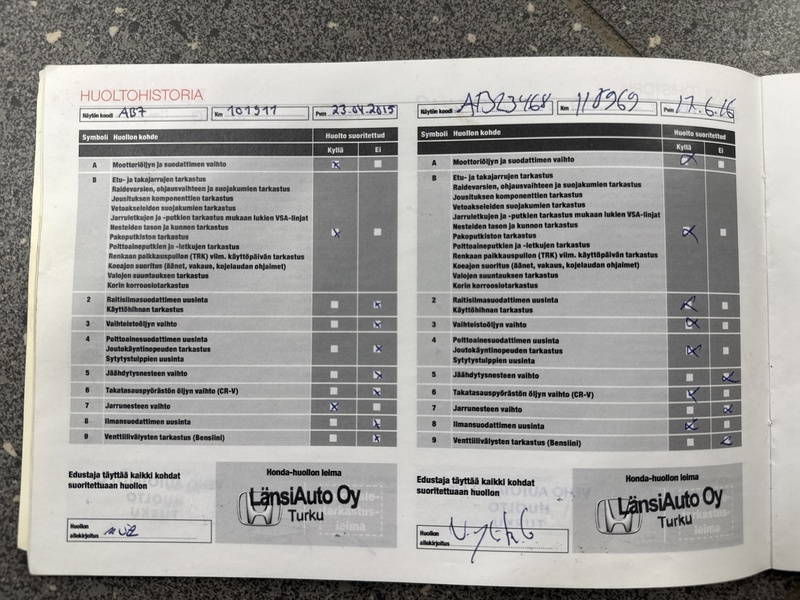 HUOLTOHISTORIA
Näytön koodi AB7 Km 101911 Pvm 23.04.2015
Symboli Huollon kohde Huolto suoritettud
Kyllä Ei
A Moottoriöljyn ja suodattimen vaihto
B Etu- ja takajarrujen tarkastus
Raidevarsien, ohjausvaihteen ja suojakumien tarkastus
Jousituksen komponenttien tarkastus
Vetoakseleiden suojakumien tarkastus
Jarruletkujen ja -putkien tarkastus mukaan lukien VSA-linjat
Nesteiden taso ja kunnon tarkastus
Pakoputkiston tarkastus
Polttoaineputkien ja -letkujen tarkastus
Renkaan paikkauspullon (TRK) viim. käyttöpäivän tarkastus
Koeajon suoritus (äänet, vakaus, kojelaudan ohjaimet)
Valojen suuntauksen tarkastus
Korin korroosiotarkastus
2 Raitisilmasuodattimen uusinta
Käyttöhihnan tarkastus
3 Vaihteistoöljyn vaihto
4 Polttoainesuodattimen uusinta
Joutokäyntinopeuden tarkastus
Sytytystulppien uusinta
5 Jäähdytysnesteen vaihto
6 Takatasauspyörästön öljyn vaihto (CR-V)
7 Jarrunesteen vaihto
8 Ilmansuodattimen uusinta
9 Venttiilivälysten tarkastus (Bensiini)
Edustaja täyttää kaikki kohdat
suoritettuaan huollon
Honda-huollon leima
LänsiAuto Oy
Turku
Huollon
allekirjoitus
Näytön koodi AB23468 Km 118969 Pvm 17.6.16
Symboli Huollon kohde Huolto suoritettud
Kyllä Ei
A Moottoriöljyn ja suodattimen vaihto
B Etu- ja takajarrujen tarkastus
Raidevarsien, ohjausvaihteen ja suojakumien tarkastus
Jousituksen komponenttien tarkastus
Vetoakseleiden suojakumien tarkastus
Jarruletkujen ja -putkien tarkastus mukaan lukien VSA-linjat
Nesteiden taso ja kunnon tarkastus
Pakoputkiston tarkastus
Polttoaineputkien ja -letkujen tarkastus
Renkaan paikkauspullon (TRK) viim. käyttöpäivän tarkastus
Koeajon suoritus (äänet, vakaus, kojelaudan ohjaimet)
Valojen suuntauksen tarkastus
Korin korroosiotarkastus
2 Raitisilmasuodattimen uusinta
Käyttöhihnan tarkastus
3 Vaihteistoöljyn vaihto
4 Polttoainesuodattimen uusinta
Joutokäyntinopeuden tarkastus
Sytytystulppien uusinta
5 Jäähdytysnesteen vaihto
6 Takatasauspyörästön öljyn vaihto (CR-V)
7 Jarrunesteen vaihto
8 Ilmansuodattimen uusinta
9 Venttiilivälysten tarkastus (Bensiini)
Edustaja täyttää kaikki kohdat
suoritettuaan huollon
Honda-huollon leima
LänsiAuto Oy
Turku
Huollon
allekirjoitus